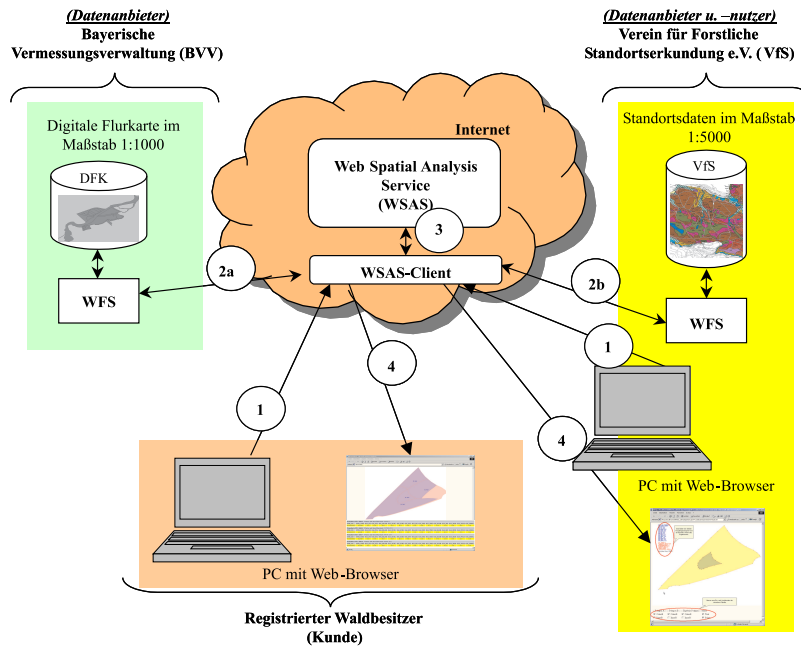 (Datenanbieter)
Bayerische
Vermessungsverwaltung (BVV)
(Datenanbieter u. –nutzer)
Verein für Forstliche
Standortserkundung e.V. (VfS)
Digitale Flurkarte im
Maßstab 1:1000
DFK
WFS
Internet
Web Spatial Analysis
Service
(WSAS)
3
WSAS-Client
2a
2b
Standortsdaten im Maßstab
1:5000
VfS
WFS
1
4
1
4
PC mit Web-Browser
PC mit Web-Browser
Registrierter Waldbesitzer
(Kunde)